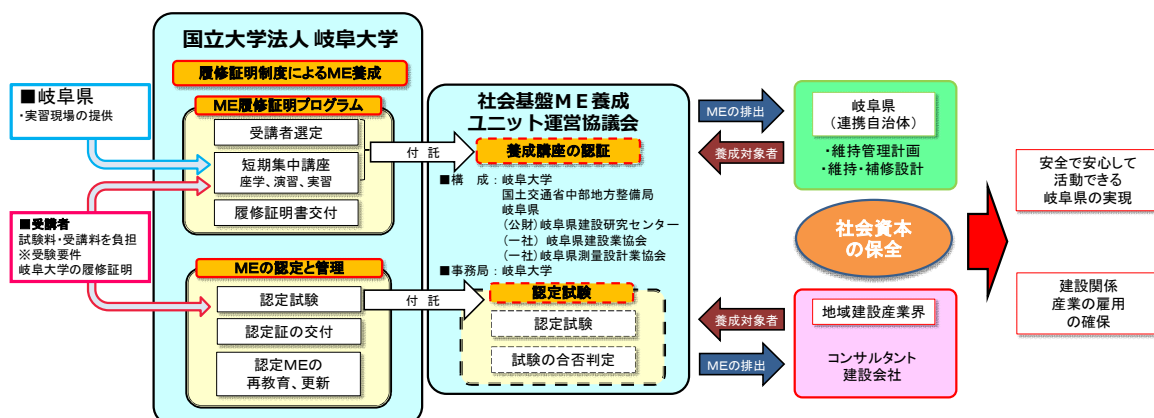 ■岐阜県
・実習現場の提供
■受講者
試験料・受講料を負担
※受験要件
岐阜大学の履修証明
国立大学法人 岐阜大学
履修証明制度によるME養成
ME履修証明プログラム
受講者選定
短期集中講座
座学、演習、実習
履修証明書交付
MEの認定と管理
認定試験
認定証の交付
認定MEの
再教育、更新
付 託
付 託
社会基盤ME養成
ユニット運営協議会
養成講座の認証
■構　成：岐阜大学
国土交通省中部地方整備局
岐阜県
(公財)岐阜県建設研究センター
(一社) 岐阜県建設業協会
(一社)岐阜県測量設計業協会
■事務局：岐阜大学
認定試験
認定試験
試験の合否判定
MEの排出
養成対象者
養成対象者
MEの排出
岐阜県
(連携自治体)
・維持管理計画
・維持・補修設計
社会資本
の保全
地域建設産業界
コンサルタント
建設会社
安全で安心して
活動できる
岐阜県の実現
建設関係
産業の雇用
の確保